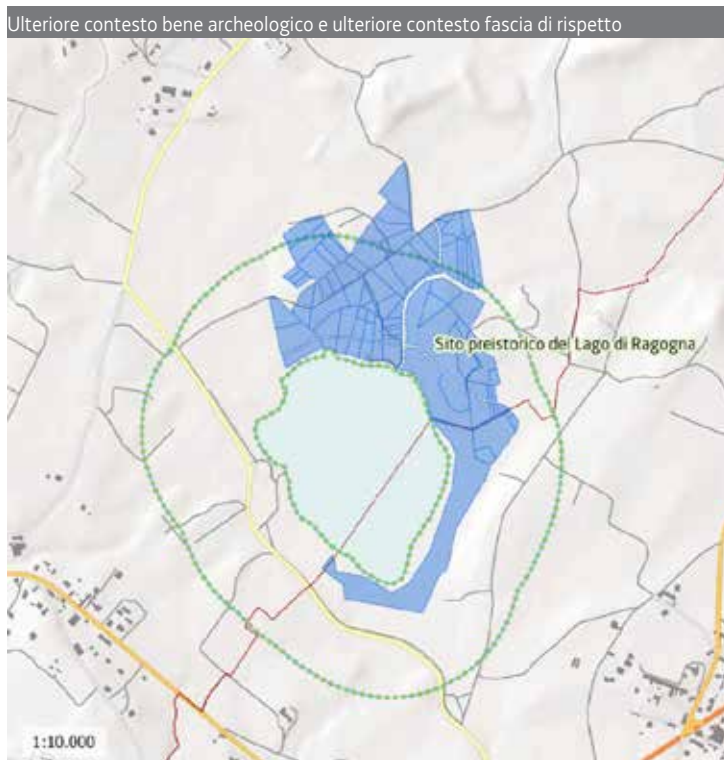 Ulteriore contesto bene archeologico e ulteriore contesto fascia di rispetto
Sito preistorico del Lago di Ragogna
1:10.000